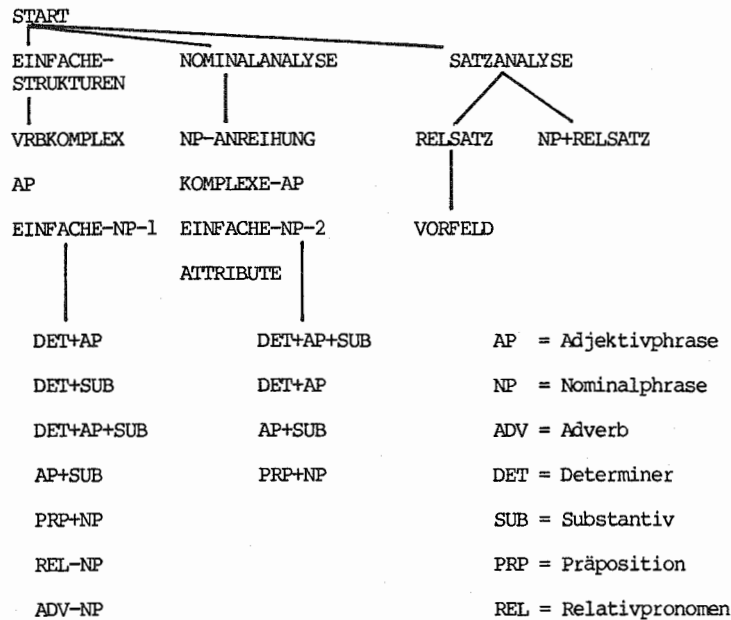 START
EINFACHE- NOMINALANALYSE SATZANALYSE
STRUKTUREN
VRBKOMPLEX NP-ANREIHUNG RELSATZ NP+RELSATZ
AP KOMPLEXE-AP
EINFACHE-NP-1 EINFACHE-NP-2 VORFELD
ATTRIBUTE
DET+AP DET+AP+SUB AP = Adjektivphrase
DET+SUB DET+AP NP = Nominalphrase
DET+AP+SUB AP+SUB ADV = Adverb
AP+SUB PRP+NP DET = Determiner
PRP+NP SUB = Substantiv
REL-NP PRP = Präposition
ADV-NP REL = Relativpronomen